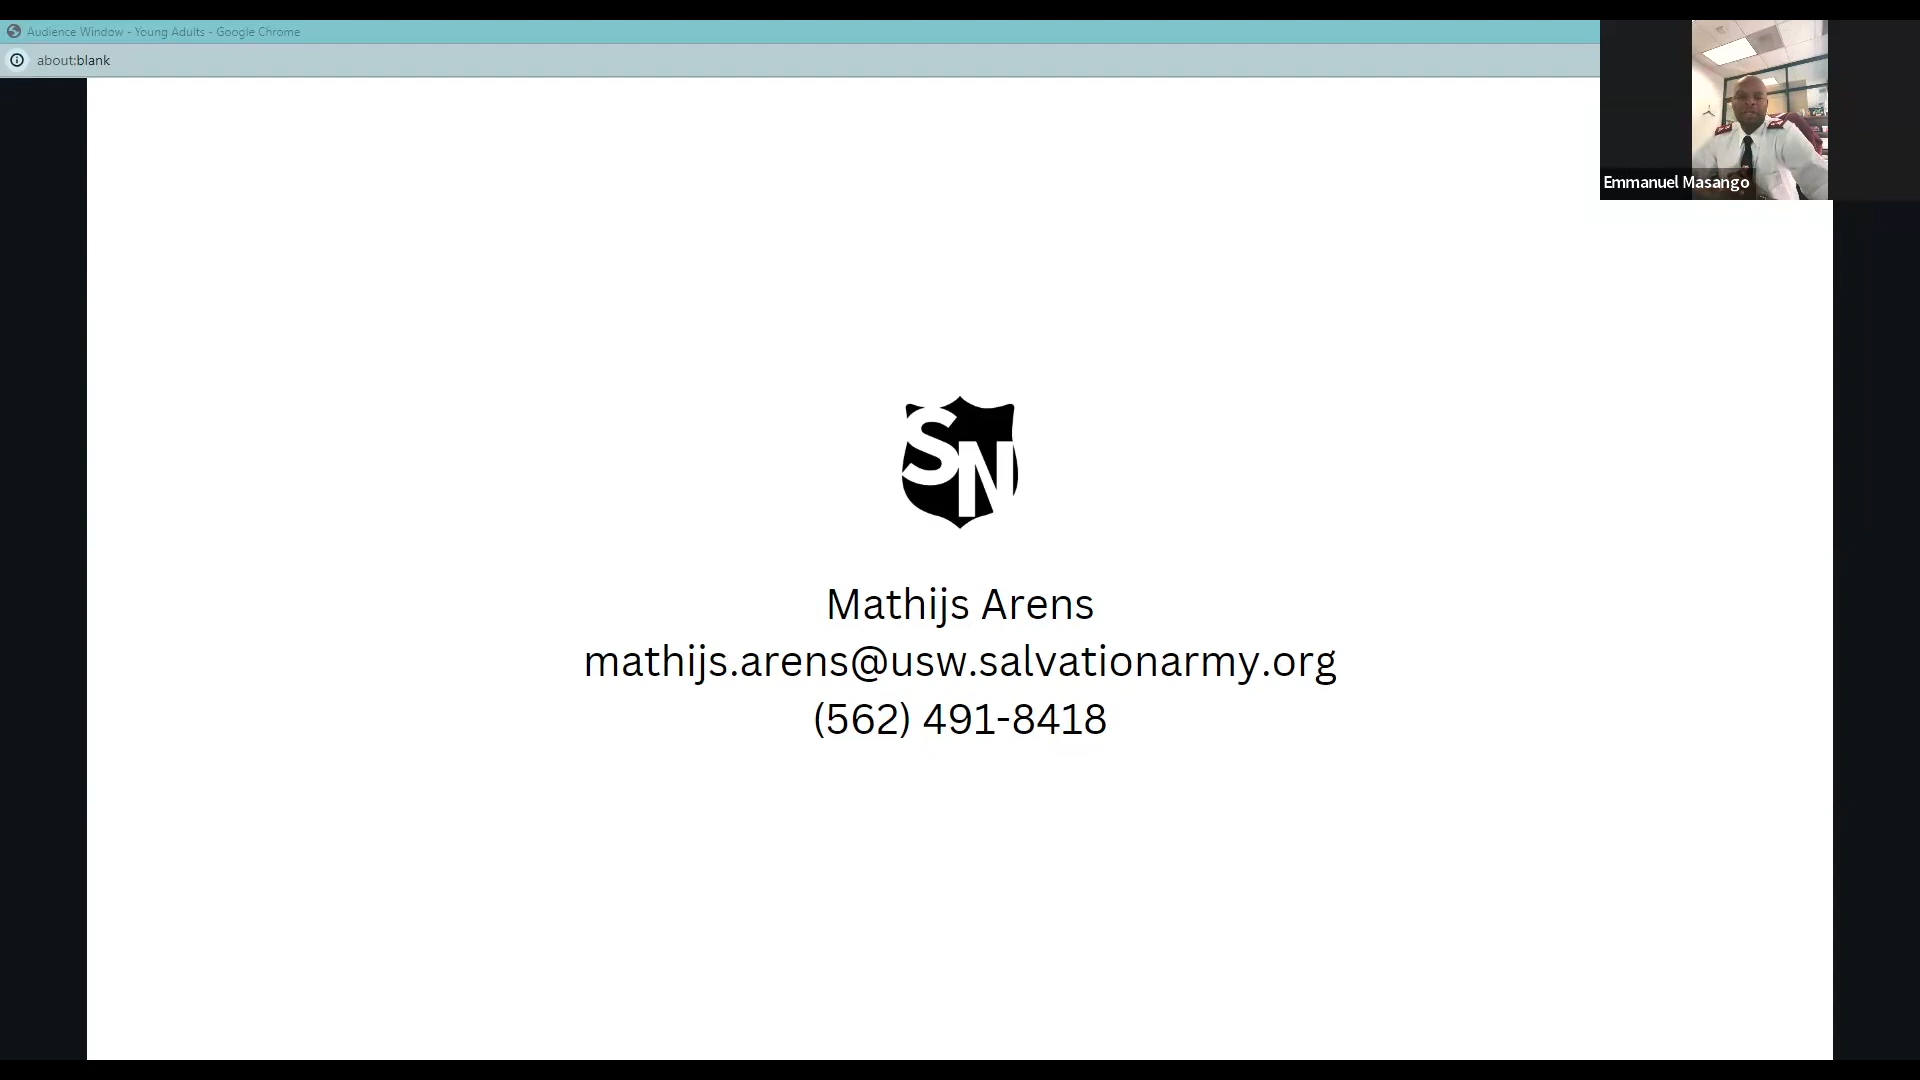 Audience Window - Young Adults - Google Chrome
about:blank
Emmanuel Masango
SN
Mathijs Arens
mathijs.arens@usw.salvationarmy.org
(562) 491-8418